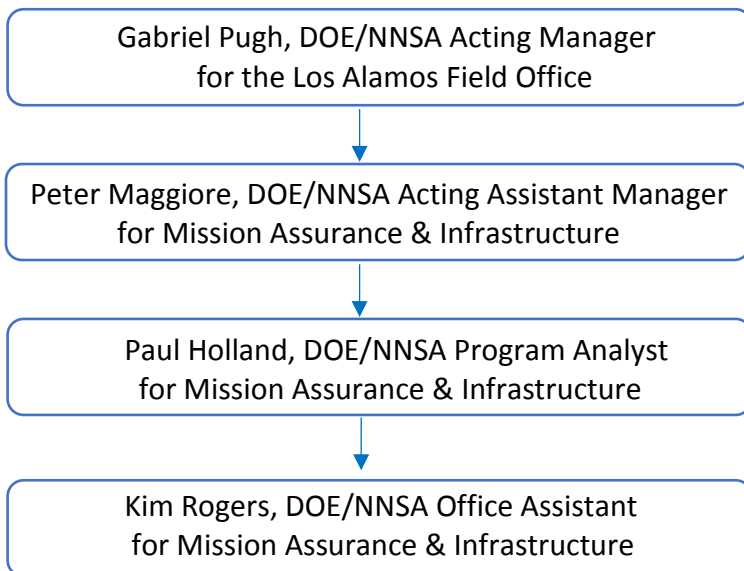 Gabriel Pugh, DOE/NNSA Acting Manager
for the Los Alamos Field Office
Peter Maggiore, DOE/NNSA Acting Assistant Manager
for Mission Assurance & Infrastructure
Paul Holland, DOE/NNSA Program Analyst
for Mission Assurance & Infrastructure
Kim Rogers, DOE/NNSA Office Assistant
for Mission Assurance & Infrastructure